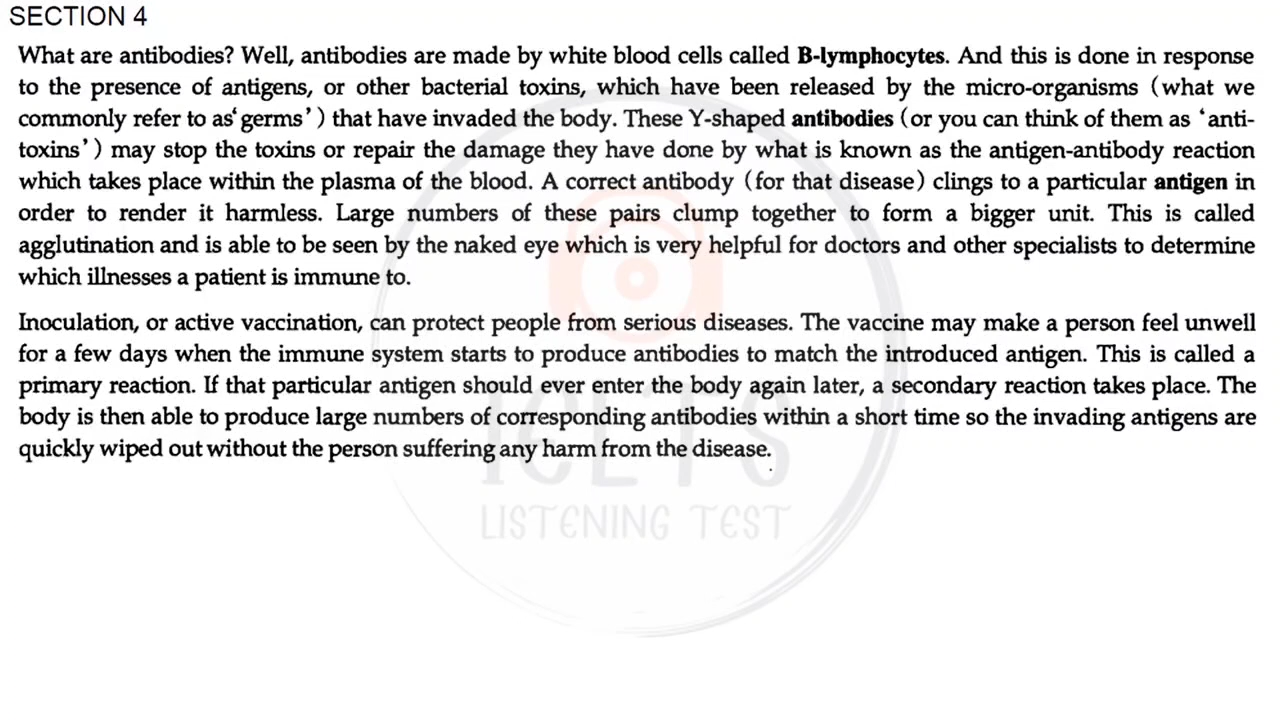 SECTION 4
What are antibodies? Well, antibodies are made by white blood cells called B-lymphocytes. And this is done in response
to the presence of antigens, or other bacterial toxins, which have been released by the micro-organisms (what we
commonly refer to as‘germs’) that have invaded the body. These Y-shaped antibodies (or you can think of them as ‘anti-
toxins’) may stop the toxins or repair the damage they have done by what is known as the antigen-antibody reaction
which takes place within the plasma of the blood. A correct antibody (for that disease) clings to a particular antigen in
order to render it harmless. Large numbers of these pairs clump together to form a bigger unit. This is called
agglutination and is able to be seen by the naked eye which is very helpful for doctors and other specialists to determine
which illnesses a patient is immune to.
Inoculation, or active vaccination, can protect people from serious diseases. The vaccine may make a person feel unwell
for a few days when the immune system starts to produce antibodies to match the introduced antigen. This is called a
primary reaction. If that particular antigen should ever enter the body again later, a secondary reaction takes place. The
body is then able to produce large numbers of corresponding antibodies within a short time so the invading antigens are
quickly wiped out without the person suffering any harm from the disease.
IELTS
LISTENING TEST